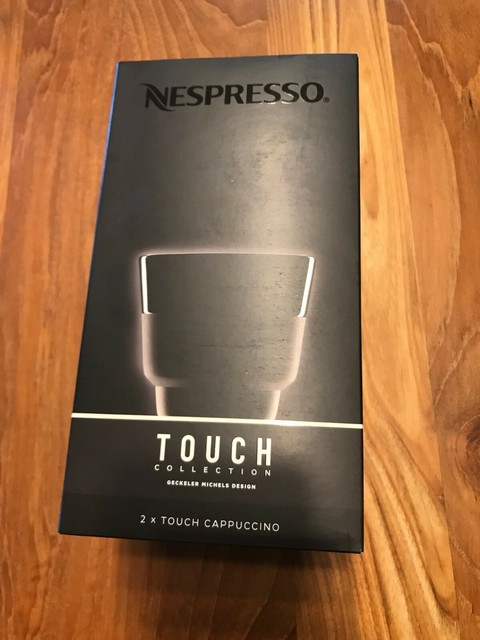 NESPRESSO®
TOUCH
COLLECTION
GECKELER MICHELS DESIGN
2 x TOUCH CAPPUCCINO